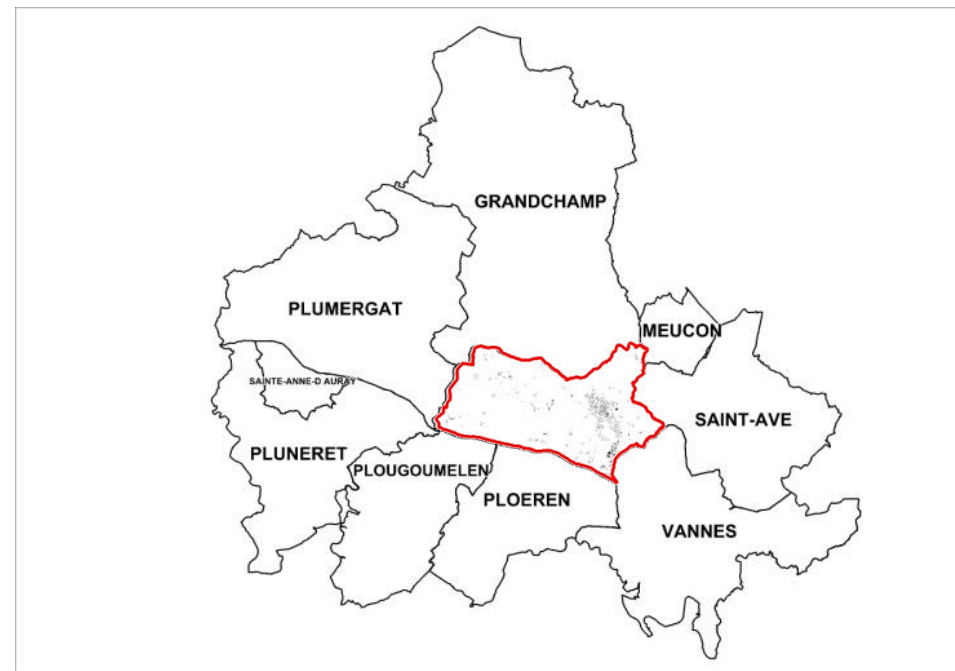 GRANDCHAMP
PLUMERGAT
MEUCON
SAINTE-ANNE-D AURAY
SAINT-AVE
PLUNERET
PLOUGOUMELEN
PLOEREN
VANNES